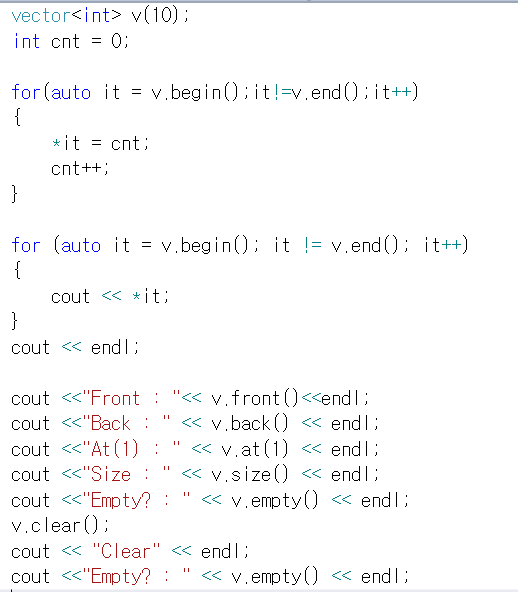 vector<int> v(10);
int cnt = 0;
for(auto it = v.begin();it!=v.end();it++)
{
*it = cnt;
cnt++;
}
for (auto it = v.begin(); it != v.end(); it++)
{
cout << *it;
}
cout << endl;
cout <<"Front : "<< v.front()<<endl;
cout <<"Back : " << v.back() << endl;
cout <<"At(1) : " << v.at(1) << endl;
cout <<"Size : " << v.size() << endl;
cout <<"Empty? : " << v.empty() << endl;
v.clear();
cout << "Clear" << endl;
cout <<"Empty? : " << v.empty() << endl;